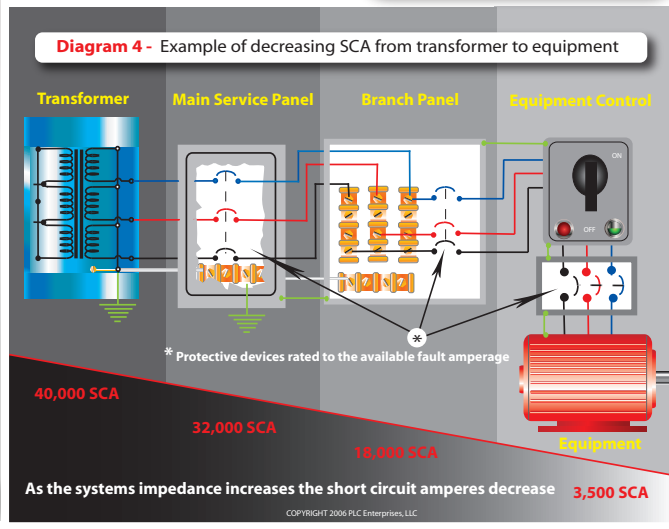 Diagram 4 - Example of decreasing SCA from transformer to equipment
Transformer
Main Service Panel
Branch Panel
Equipment Control
ON
OFF
*
* Protective devices rated to the available fault amperage
40,000 SCA
32,000 SCA
18,000 SCA
Equipment
As the systems impedance increases the short circuit amperes decrease
3,500 SCA
COPYRIGHT 2006 PLC Enterprises, LLC